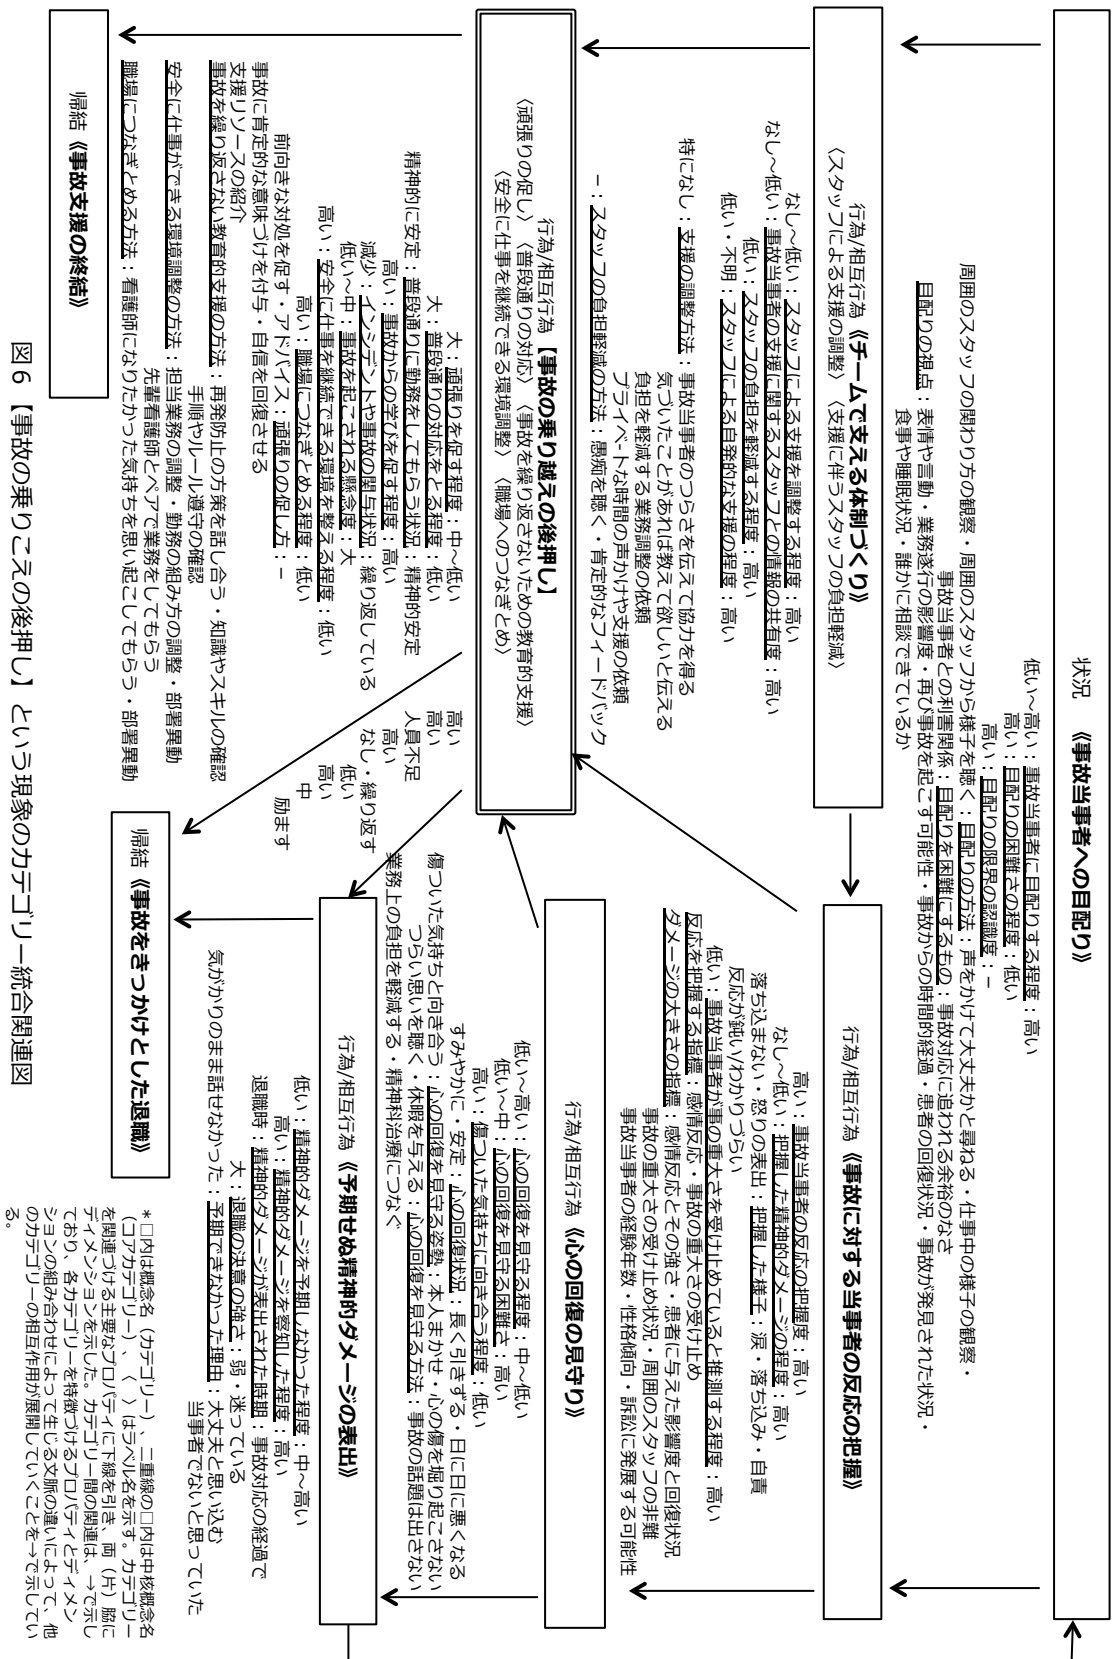 状況 《事故当事者への目配り》
低い～高い：事故当事者に目配りする程度：高い
高い：目配りの困難さの程度：低い
高い：目配りの限界の認識度：－
周囲のスタッフの関わり方の観察・周囲のスタッフから様子を聴く：目配りの方法：声をかけて大丈夫かと尋ねる・仕事中の様子の観察・
事故当事者との利害関係：目配りを困難にするもの：事故対応に追われる余裕のなさ
目配りの視点：表情や言動・業務遂行の影響度・再び事故を起こす可能性・事故からの時間的経過・患者の回復状況・事故が発見された状況・
食事や睡眠状況・誰かに相談できているか
行為/相互行為《チームで支える体制づくり》
〈スタッフによる支援の調整〉〈支援に伴うスタッフの負担軽減〉
なし～低い：スタッフによる支援を調整する程度：高い
なし～低い：事故当事者の支援に関するスタッフとの情報の共有度：高い
低い：スタッフの負担を軽減する程度：高い
低い・不明：スタッフによる自発的な支援の程度：高い
特になし：支援の調整方法：事故当事者のつらさを伝えて協力を得る
気づいたことがあれば教えて欲しいと伝える
負担を軽減する業務調整の依頼
プライベートな時間の声かけや支援の依頼
－：スタッフの負担軽減の方法：愚痴を聴く・肯定的なフィードバック
行為/相互行為《事故に対する当事者の反応の把握》
高い：事故当事者の反応の把握度：高い
なし～低い：把握した精神的ダメージの程度：高い
落ち込まない・怒りの表出：把握した様子：涙・落ち込み・自責
反応が鈍い/わかりづらい
低い：事故当事者が事の重大さを受け止めていると推測する程度：高い
反応を把握する指標：感情反応・事故の重大さの受け止め
ダメージの大きさの指標：感情反応とその強さ・患者に与えた影響度と回復状況
事故の重大さの受け止め状況・周囲のスタッフの非難
事故当事者の経験年数・性格傾向・訴訟に発展する可能性
行為/相互行為【事故の乗り越えの後押し】
〈頑張りの促し〉〈普段通りの対応〉〈事故を繰り返さないための教育的支援〉
〈安全に仕事を継続できる環境調整〉〈職場へのつなぎとめ〉
大：頑張りを促す程度：中～低い 高い
大：普段通りの対応をとる程度：低い 高い
精神的に安定：普段通りに勤務をしてもらう状況：精神的安定 人員不足
高い：事故からの学びを促す程度：高い 高い
減少：インシデントや事故の関与状況：繰り返している なし・繰り返す
低い～中：事故を起こされる懸念度：大 低い
高い：安全に仕事を継続できる環境を整える程度：低い 高い
高い：職場につなぎとめる程度：低い 中
前向きな対処を促す・アドバイス：頑張りの促し方：－ 励ます
事故に肯定的な意味づけを付与・自信を回復させる
支援リソースの紹介
事故を繰り返さない教育的支援の方法：再発防止の方策を話し合う・知識やスキルの確認
手順やルール遵守の確認
安全に仕事ができる環境調整の方法：担当業務の調整・勤務の組み方の調整・部署異動
先輩看護師とペアで業務をしてもらう
職場につなぎとめる方法：看護師になりたかった気持ちを思い起こしてもらう・部署異動
行為/相互行為《心の回復の見守り》
低い～高い：心の回復を見守る程度：中～低い
低い～中：心の回復を見守る困難さ：高い
高い：傷ついた気持ちに向き合う程度：低い
すみやかに・安定：心の回復状況：長く引きずる・日に日に悪くなる
傷ついた気持ちと向き合う：心の回復を見守る姿勢：本人まかせ・心の傷を掘り起こさない
つらい思いを聴く・休暇を与える：心の回復を見守る方法：事故の話題は出さない
業務上の負担を軽減する・精神科治療につなぐ
行為/相互行為《予期せぬ精神的ダメージの表出》
低い：精神的ダメージを予期しなかった程度：中～高い
高い：精神的ダメージを察知した程度：高い
退職時：精神的ダメージが表出された時期：事故対応の経過で
大：退職の決意の強さ：弱・迷っている
気がかりのまま話せなかった：予期できなかった理由：大丈夫と思い込む
当事者でないと思っていた
帰結《事故支援の終結》
帰結《事故をきっかけとした退職》
＊□内は概念名（カテゴリー）、二重線の□内は中核概念名
（コアカテゴリー）、〈 〉はラベル名を示す。カテゴリー
を関連づける主要なプロパティに下線を引き、両（片）脇に
ディメンションを示した。カテゴリー間の関連は、→で示し
ており、各カテゴリーを特徴づけるプロパティとディメン
ションの組み合わせによって生じる文脈の違いによって、他
のカテゴリーの相互作用が展開していくことを→で示してい
る。
図6 【事故の乗りこえの後押し】という現象のカテゴリー統合関連図